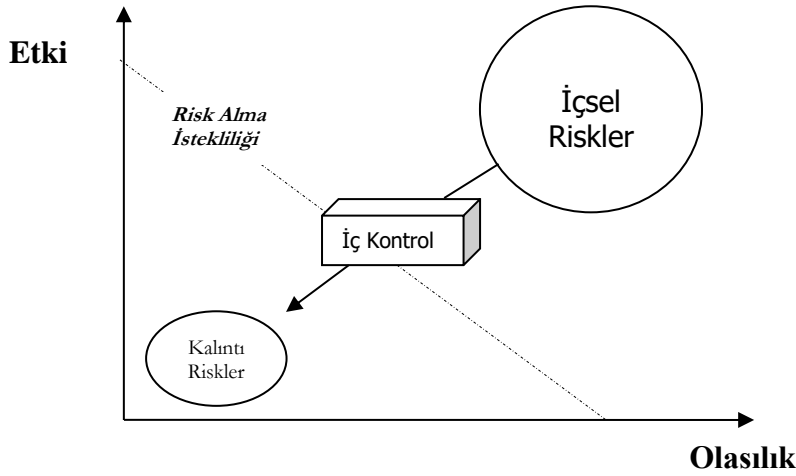 Etki
Risk Alma
İstekliliği
İçsel
Riskler
İç Kontrol
Kalıntı
Riskler
Olasılık